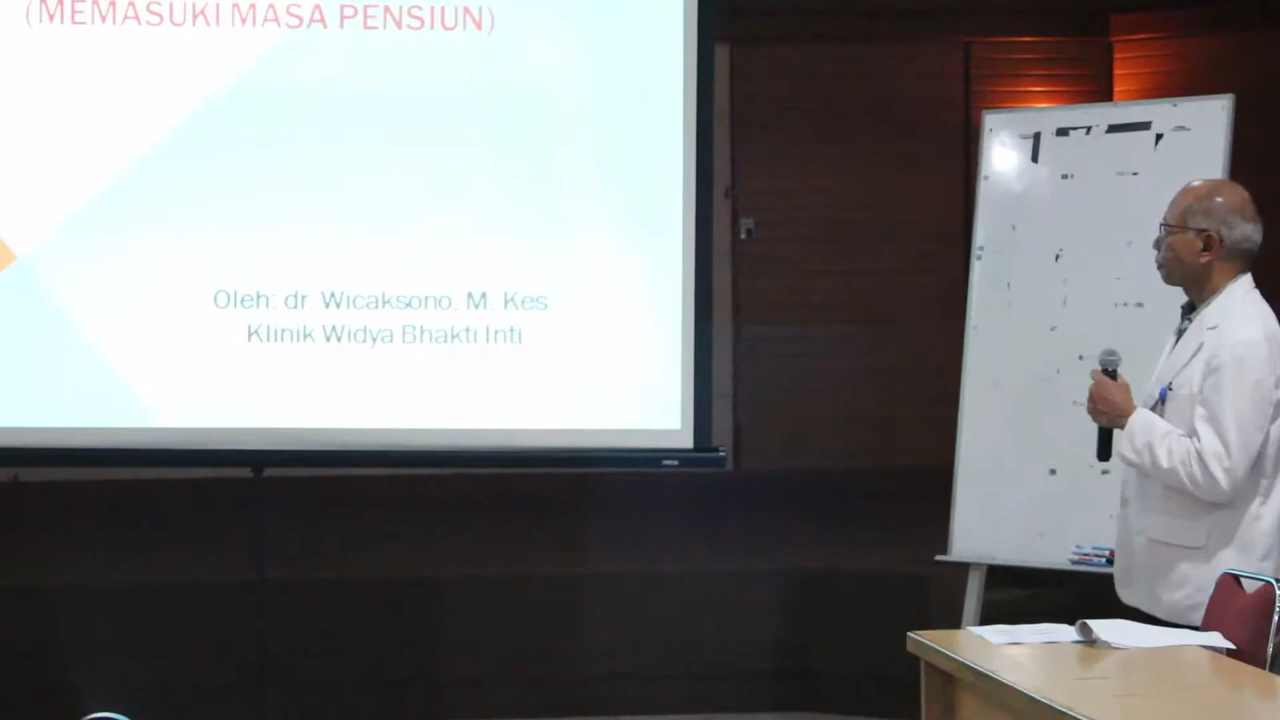 (MEMASUKI MASA PENSIUN)
Oleh: dr. Wicaksono, M. Kes
Klinik Widya Bhakti Inti